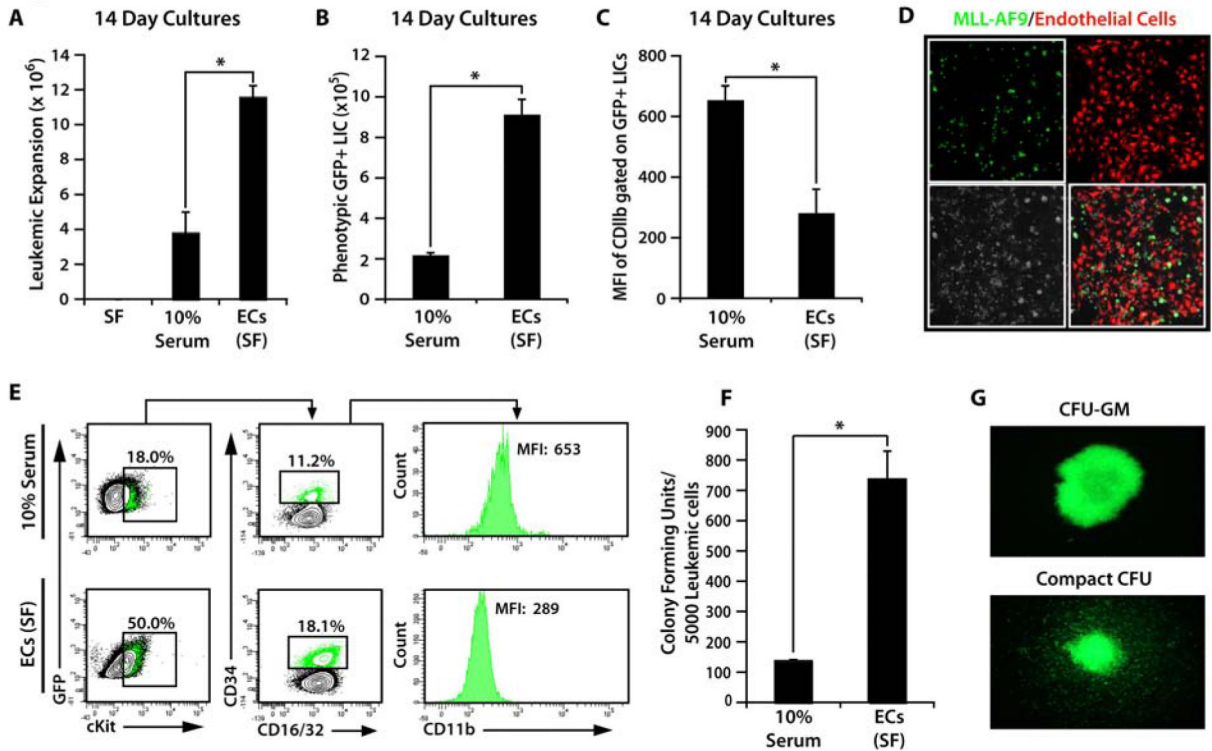 A
14 Day Cultures
Leukemic Expansion (x 10⁶)
14
12
10
8
6
4
2
0
*
SF
10%
Serum
ECs
(SF)
B
14 Day Cultures
Phenotypic GFP+ LIC (x10⁵)
12
10
8
6
4
2
0
*
10%
Serum
ECs
(SF)
C
14 Day Cultures
MFI of CDIIIb gated on GFP+ LICs
800
600
400
200
0
*
10%
Serum
ECs
(SF)
D
MLL-AF9/Endothelial Cells
E
10% Serum
18.0%
11.2%
Count
MFI: 653
ECs (SF)
50.0%
18.1%
Count
MFI: 289
GFP
cKit
CD34
CD16/32
CD11b
F
Colony Forming Units/
5000 Leukemic cells
900
800
700
600
500
400
300
200
100
0
*
10%
Serum
ECs
(SF)
G
CFU-GM
Compact CFU